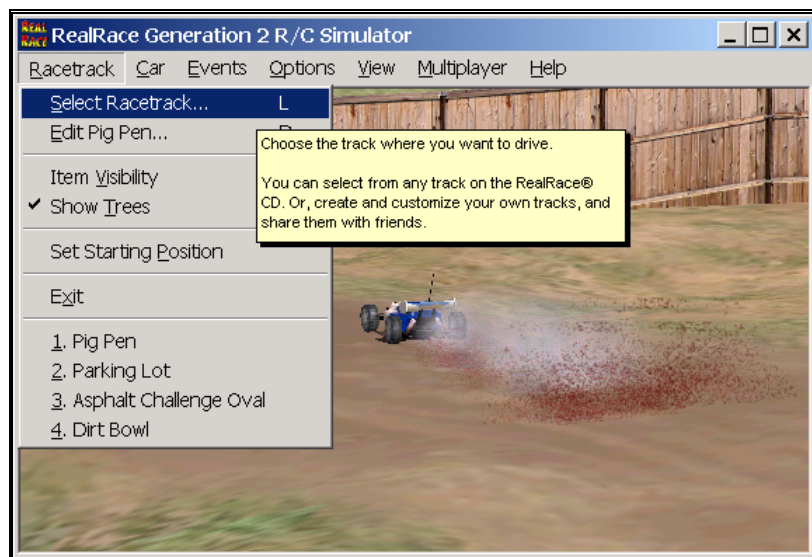 REAL
RACE
RealRace Generation 2 R/C Simulator
Racetrack Car Events Options View Multiplayer Help
Select Racetrack... L
Edit Pig Pen...
Choose the track where you want to drive.
You can select from any track on the RealRace®
CD. Or, create and customize your own tracks, and
share them with friends.
Item Visibility
Show Trees
Set Starting Position
Exit
1. Pig Pen
2. Parking Lot
3. Asphalt Challenge Oval
4. Dirt Bowl